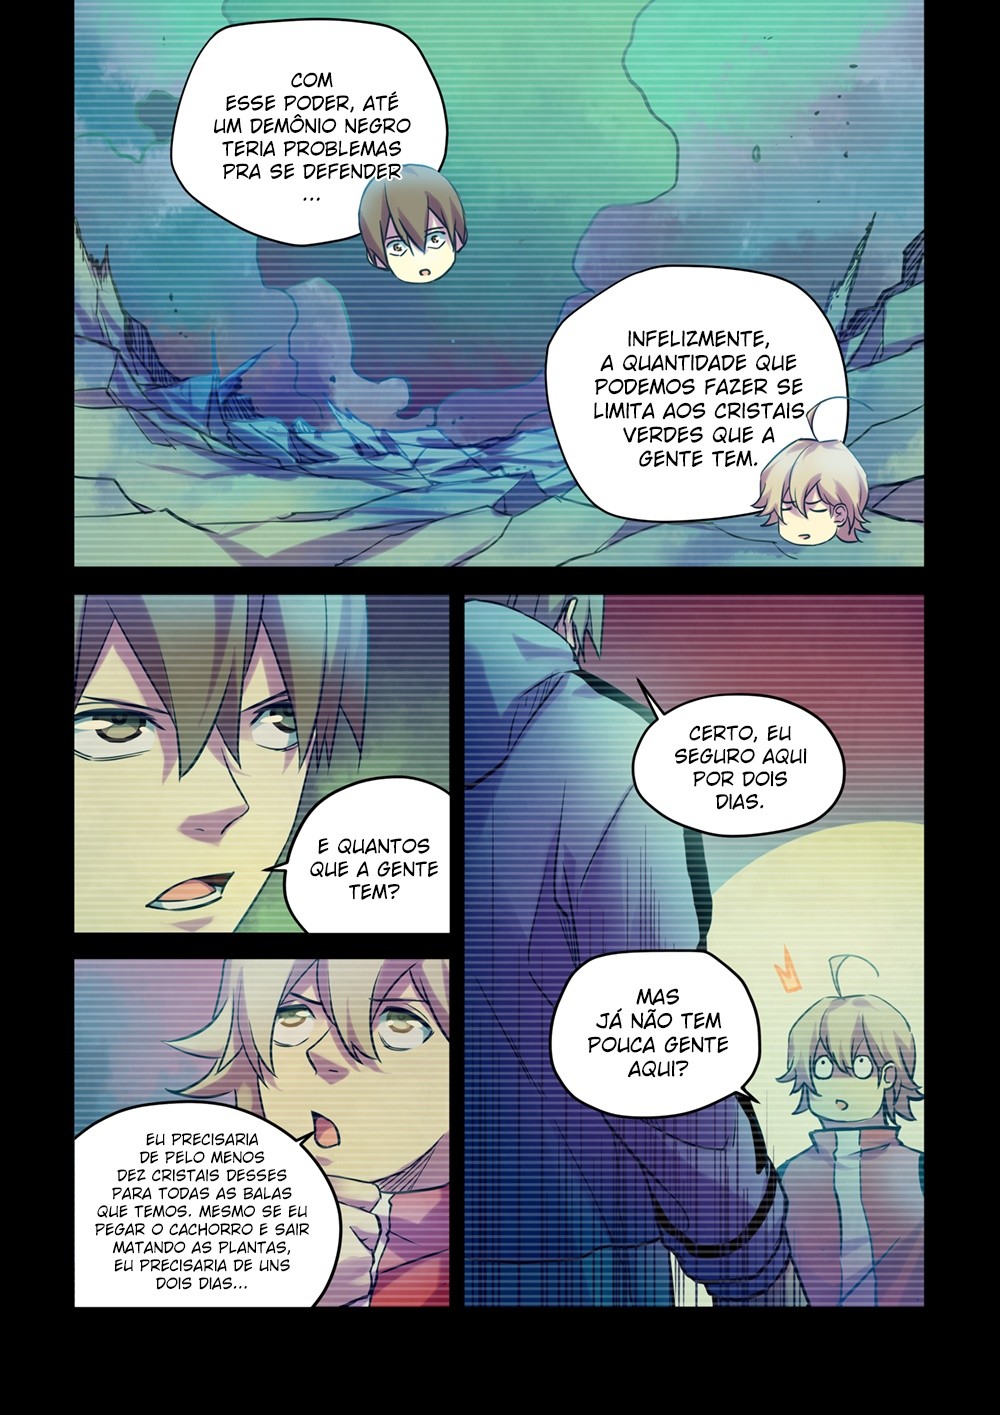 COM
ESSE PODER, ATÉ
UM DEMÔNIO NEGRO
TERIA PROBLEMAS
PRA SE DEFENDER
...
INFELIZMENTE,
A QUANTIDADE QUE
PODEMOS FAZER SE
LIMITA AOS CRISTAIS
VERDES QUE A
GENTE TEM.
E QUANTOS
QUE A GENTE
TEM?
EU PRECISARIA
DE PELO MENOS
DEZ CRISTAIS DESSES
PARA TODAS AS BALAS
QUE TEMOS. MESMO SE EU
PEGAR O CACHORRO E SAIR
MATANDO AS PLANTAS,
EU PRECISARIA DE UNS
DOIS DIAS...
CERTO, EU
SEGURO AQUI
POR DOIS
DIAS.
MAS
JÁ NÃO TEM
POUCA GENTE
AQUI?